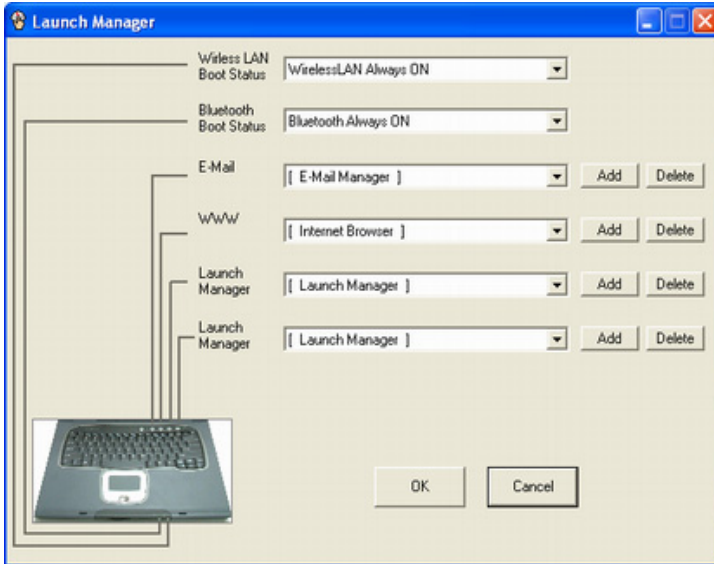 Launch Manager
Wirless LAN
Boot Status
WirelessLAN Always ON
Bluetooth
Boot Status
Bluetooth Always ON
E-Mail
[ E-Mail Manager ]
Add
Delete
WWW
[ Internet Browser ]
Add
Delete
Launch
Manager
[ Launch Manager ]
Add
Delete
Launch
Manager
[ Launch Manager ]
Add
Delete
OK
Cancel